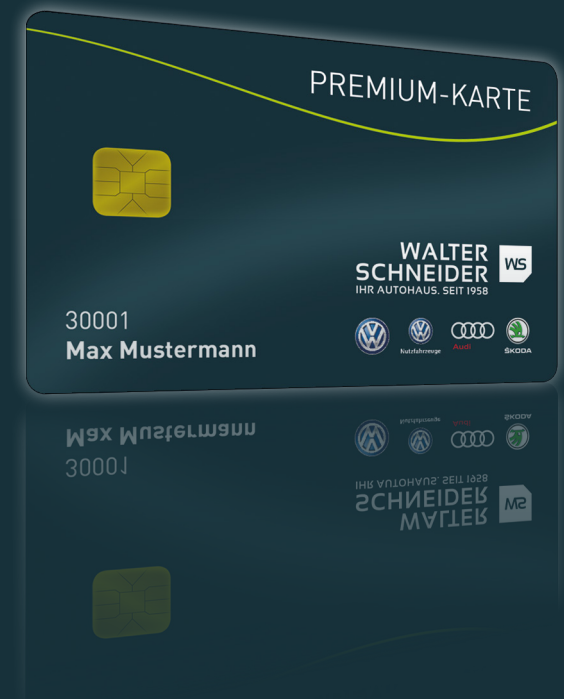 PREMIUM-KARTE
WALTER
SCHNEIDER
WS
IHR AUTOHAUS. SEIT 1958
30001
Max Mustermann
Nutzfahrzeuge
Audi
ŠKODA